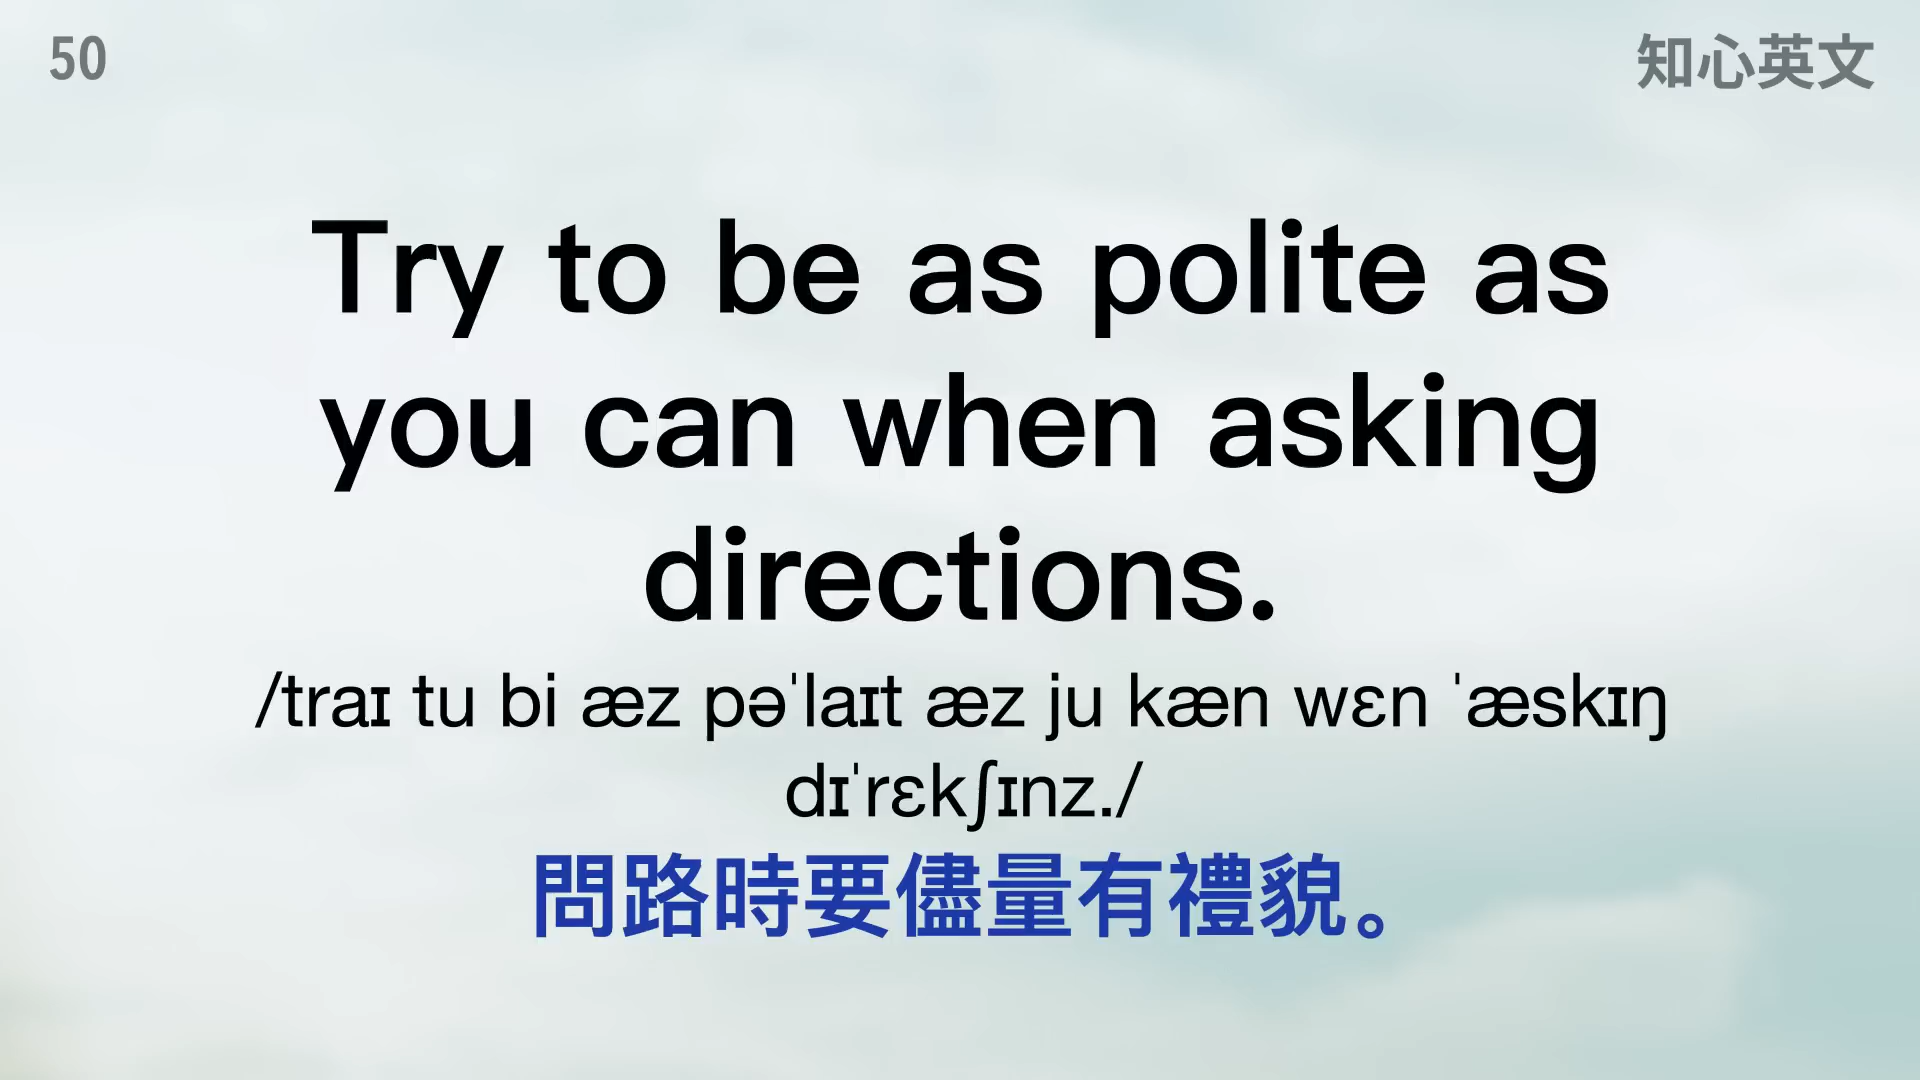 50
知心英文
Try to be as polite as
you can when asking
directions.
/traɪ tu bi æz pəˈlaɪt æz ju kæn wɛn ˈæskɪŋ
dɪˈrɛkʃɪnz./
問路時要儘量有禮貌。